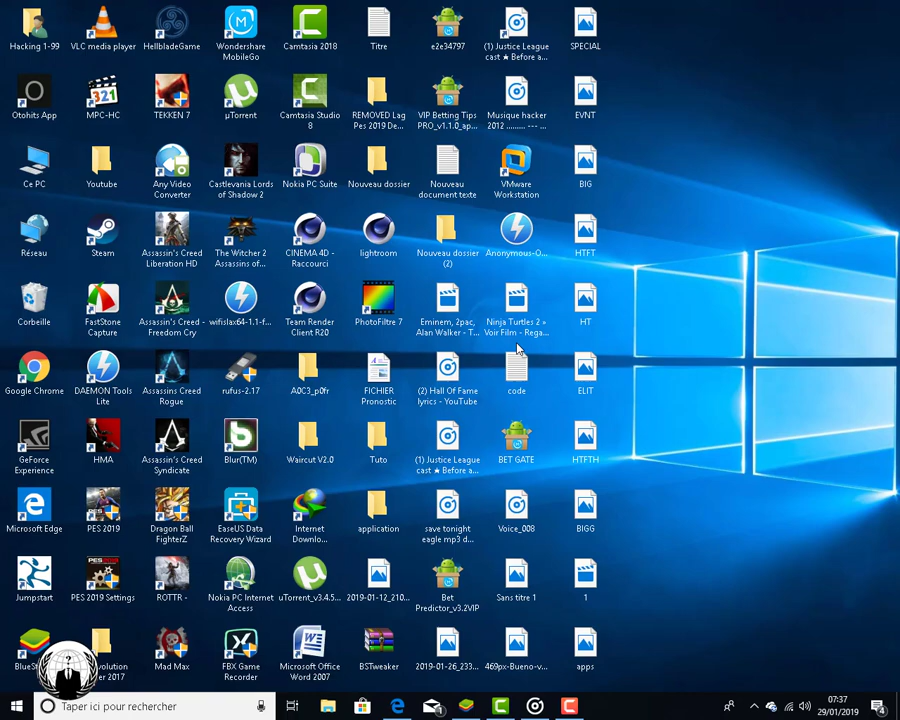 Hacking 1-99
VLC media player
HellbladeGame
Wondershare
MobileGo
Camtasia 2018
Titre
e2e34797
(1) Justice League
cast ★ Before a...
SPECIAL
Otohits App
MPC-HC
TEKKEN 7
µTorrent
Camtasia Studio
8
REMOVED Lag
Pes 2019 De...
VIP Betting Tips
PRO_v1.1.0_ap...
Musique hacker
2012 ......... --- ...
EVNT
Ce PC
Youtube
Any Video
Converter
Castlevania Lords
of Shadow 2
Nokia PC Suite
Nouveau dossier
Nouveau
document texte
VMware
Workstation
BIG
Réseau
Steam
Assassin's Creed
Liberation HD
The Witcher 2
Assassins of...
CINEMA 4D -
Raccourci
lightroom
Nouveau dossier
(2)
Anonymous-O...
HTFT
Corbeille
FastStone
Capture
Assassin's Creed -
Freedom Cry
wifislax64-1.1-f...
Team Render
Client R20
PhotoFiltre 7
Eminem, 2pac,
Alan Walker - T...
Ninja Turtles 2 »
Voir Film - Rega...
HT
Google Chrome
DAEMON Tools
Lite
Assassins Creed
Rogue
rufus-2.17
A0C3_p0fr
FICHIER
Pronostic
(2) Hall Of Fame
lyrics - YouTube
code
ELIT
GeForce
Experience
HMA
Assassin's Creed
Syndicate
Blur(TM)
Waircut V2.0
Tuto
(1) Justice League
cast ★ Before a...
BET GATE
HTFTH
Microsoft Edge
PES 2019
Dragon Ball
FighterZ
EaseUS Data
Recovery Wizard
Internet
Downlo...
application
save tonight
eagle mp3 d...
Voice_008
BIGG
Jumpstart
PES 2019 Settings
ROTTR -
Nokia PC Internet
Access
uTorrent_v3.4.5...
2019-01-12_210...
Bet
Predictor_v3.2VIP
Sans titre 1
1
Mad Max
FBX Game
Recorder
Microsoft Office
Word 2007
BSTweaker
2019-01-26_233...
469px-Bueno-v...
apps
Taper ici pour rechercher
07:37
29/01/2019